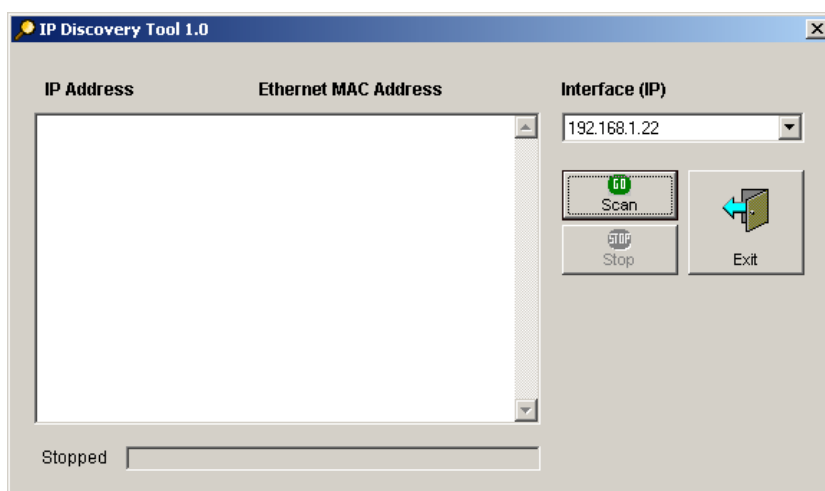 IP Discovery Tool 1.0
IP Address Ethernet MAC Address Interface (IP)
192.168.1.22
GO
Scan
STOP
Stop
Exit
Stopped